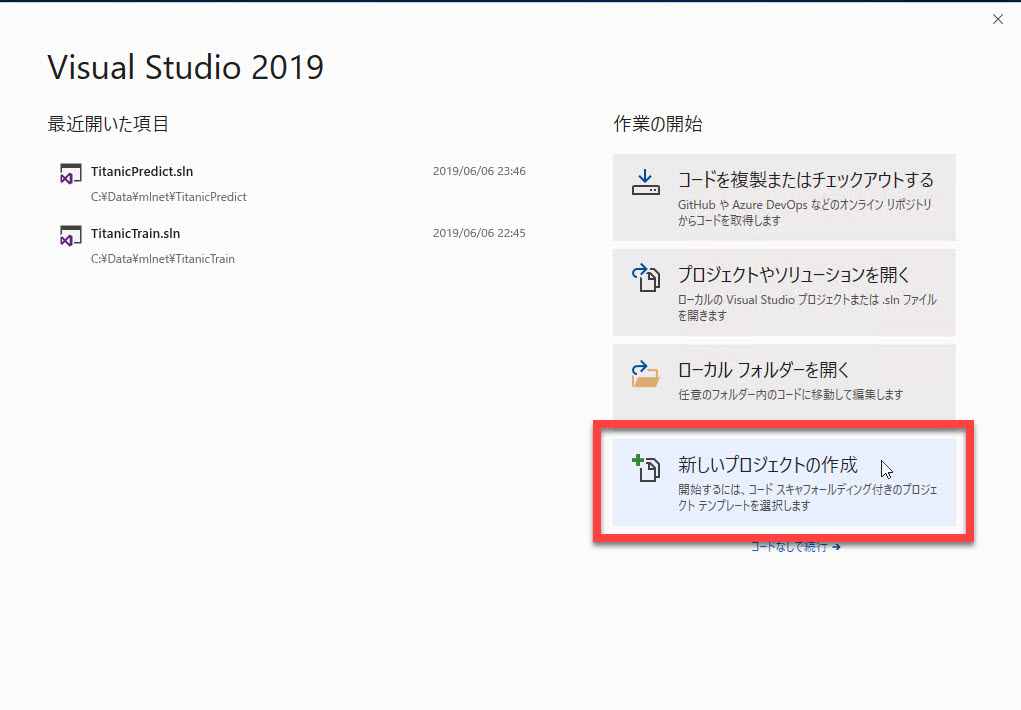 Visual Studio 2019
最近開いた項目
TitanicPredict.sln 2019/06/06 23:46
C:¥Data¥mlnet¥TitanicPredict
TitanicTrain.sln 2019/06/06 22:45
C:¥Data¥mlnet¥TitanicTrain
作業の開始
コードを複製またはチェックアウトする
GitHub や Azure DevOps などのオンライン リポジトリ
からコードを取得します
プロジェクトやソリューションを開く
ローカルの Visual Studio プロジェクトまたは .sln ファイル
を開きます
ローカル フォルダーを開く
任意のフォルダー内のコードに移動して編集します
新しいプロジェクトの作成
開始するには、コード スキャフォールディング付きのプロジェ
クト テンプレートを選択します
コードなしで続行 →